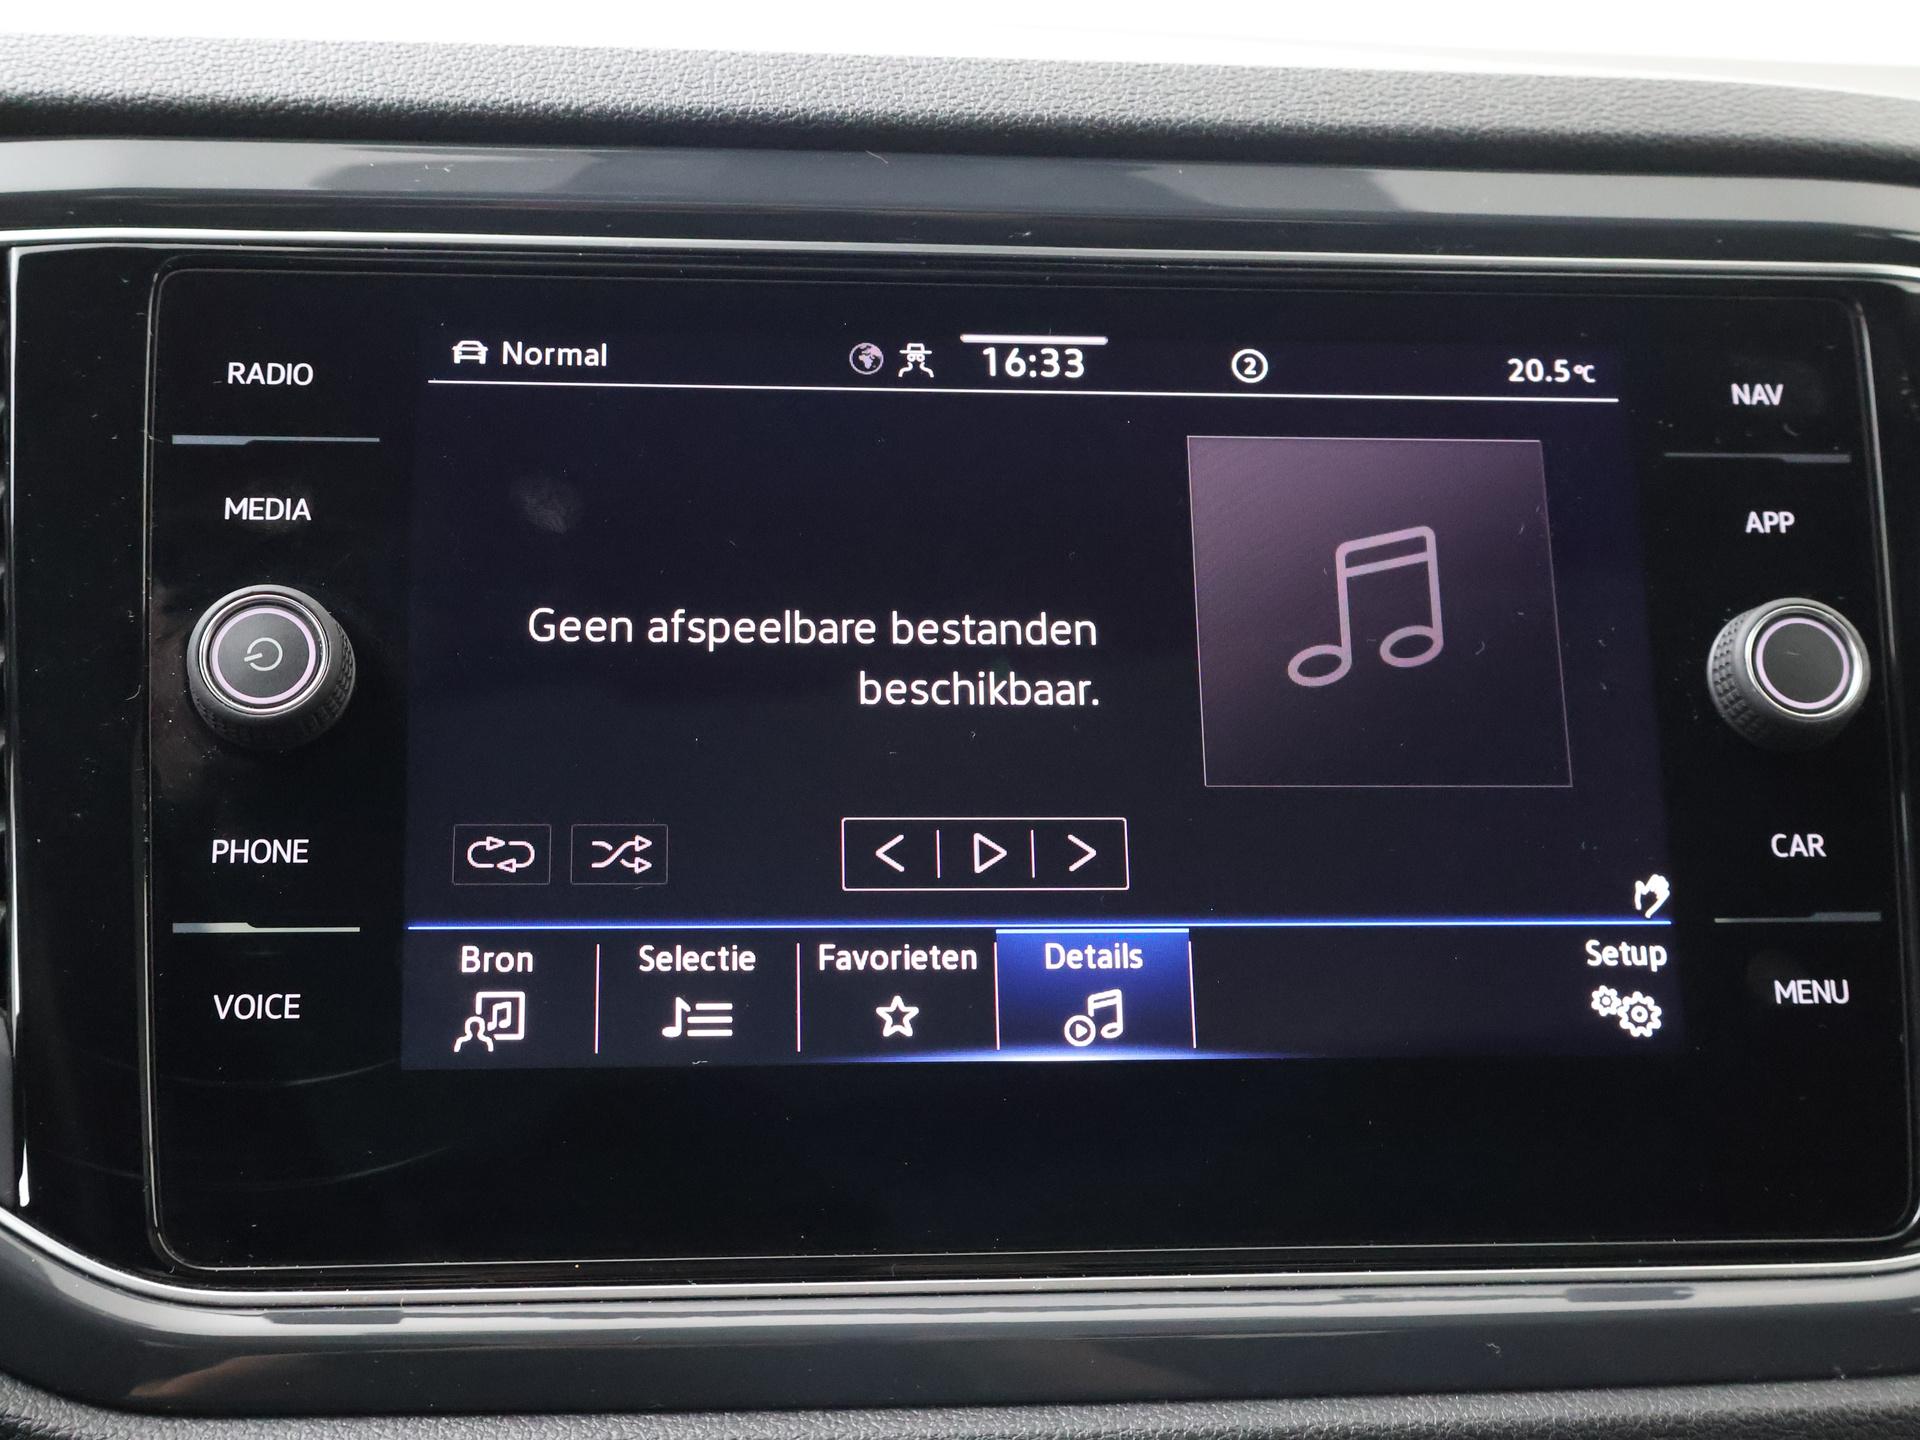 RADIO
MEDIA
PHONE
VOICE
Normal
16:33
2
20.5°C
Geen afspeelbare bestanden
beschikbaar.
Bron
Selectie
Favorieten
Details
Setup
NAV
APP
CAR
MENU